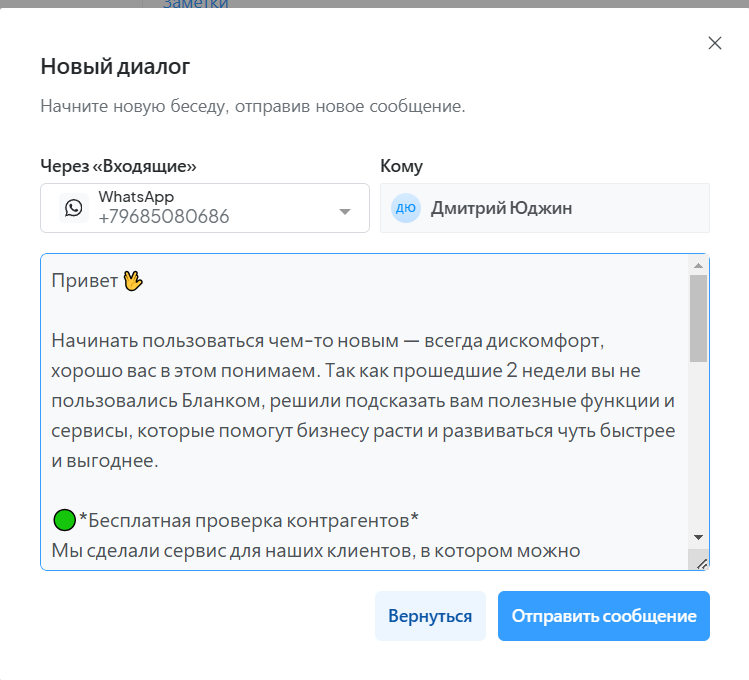 Заметки
Новый диалог
Начните новую беседу, отправив новое сообщение.
Через «Входящие»
Кому
WhatsApp
+79685080686
ДЮ
Дмитрий Юджин
Привет 🖖
Начинать пользоваться чем-то новым — всегда дискомфорт,
хорошо вас в этом понимаем. Так как прошедшие 2 недели вы не
пользовались Бланком, решили подсказать вам полезные функции и
сервисы, которые помогут бизнесу расти и развиваться чуть быстрее
и выгоднее.
🟢*Бесплатная проверка контрагентов*
Мы сделали сервис для наших клиентов, в котором можно
Вернуться
Отправить сообщение